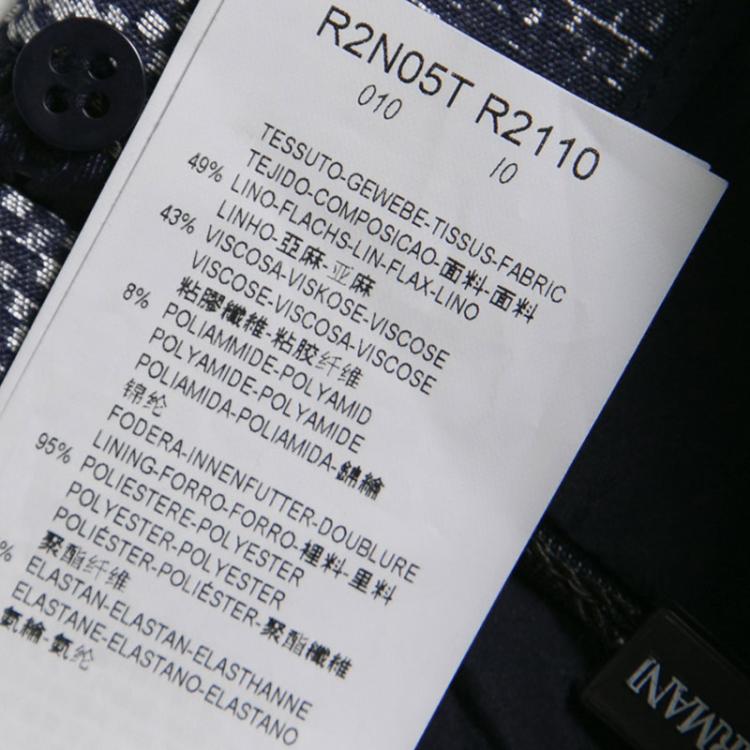 R2N05T R2110
010 /0
TESSUTO-GEWEBE-TISSUS-FABRIC
TEJIDO-COMPOSICAO-面料-面料
49% LINO-FLACHS-LIN-FLAX-LINO
LINHO-亞麻-亚麻
43% VISCOSA-VISKOSE-VISCOSE
VISCOSE-VISCOSA-VISCOSE
粘膠纖維-粘胶纤维
8% POLIAMMIDE-POLYAMID
POLYAMIDE-POLYAMIDE
POLIAMIDA-POLIAMIDA-錦綸
锦纶
FODERA-INNENFUTTER-DOUBLURE
LINING-FORRO-FORRO-裡料-里料
95% POLIESTERE-POLYESTER
POLYESTER-POLYESTER
POLIÉSTER-POLIÉSTER-聚酯纖維
聚酯纤维
% ELASTAN-ELASTAN-ELASTHANNE
ELASTANE-ELASTANO-ELASTANO
氨綸-氨纶
RMANI